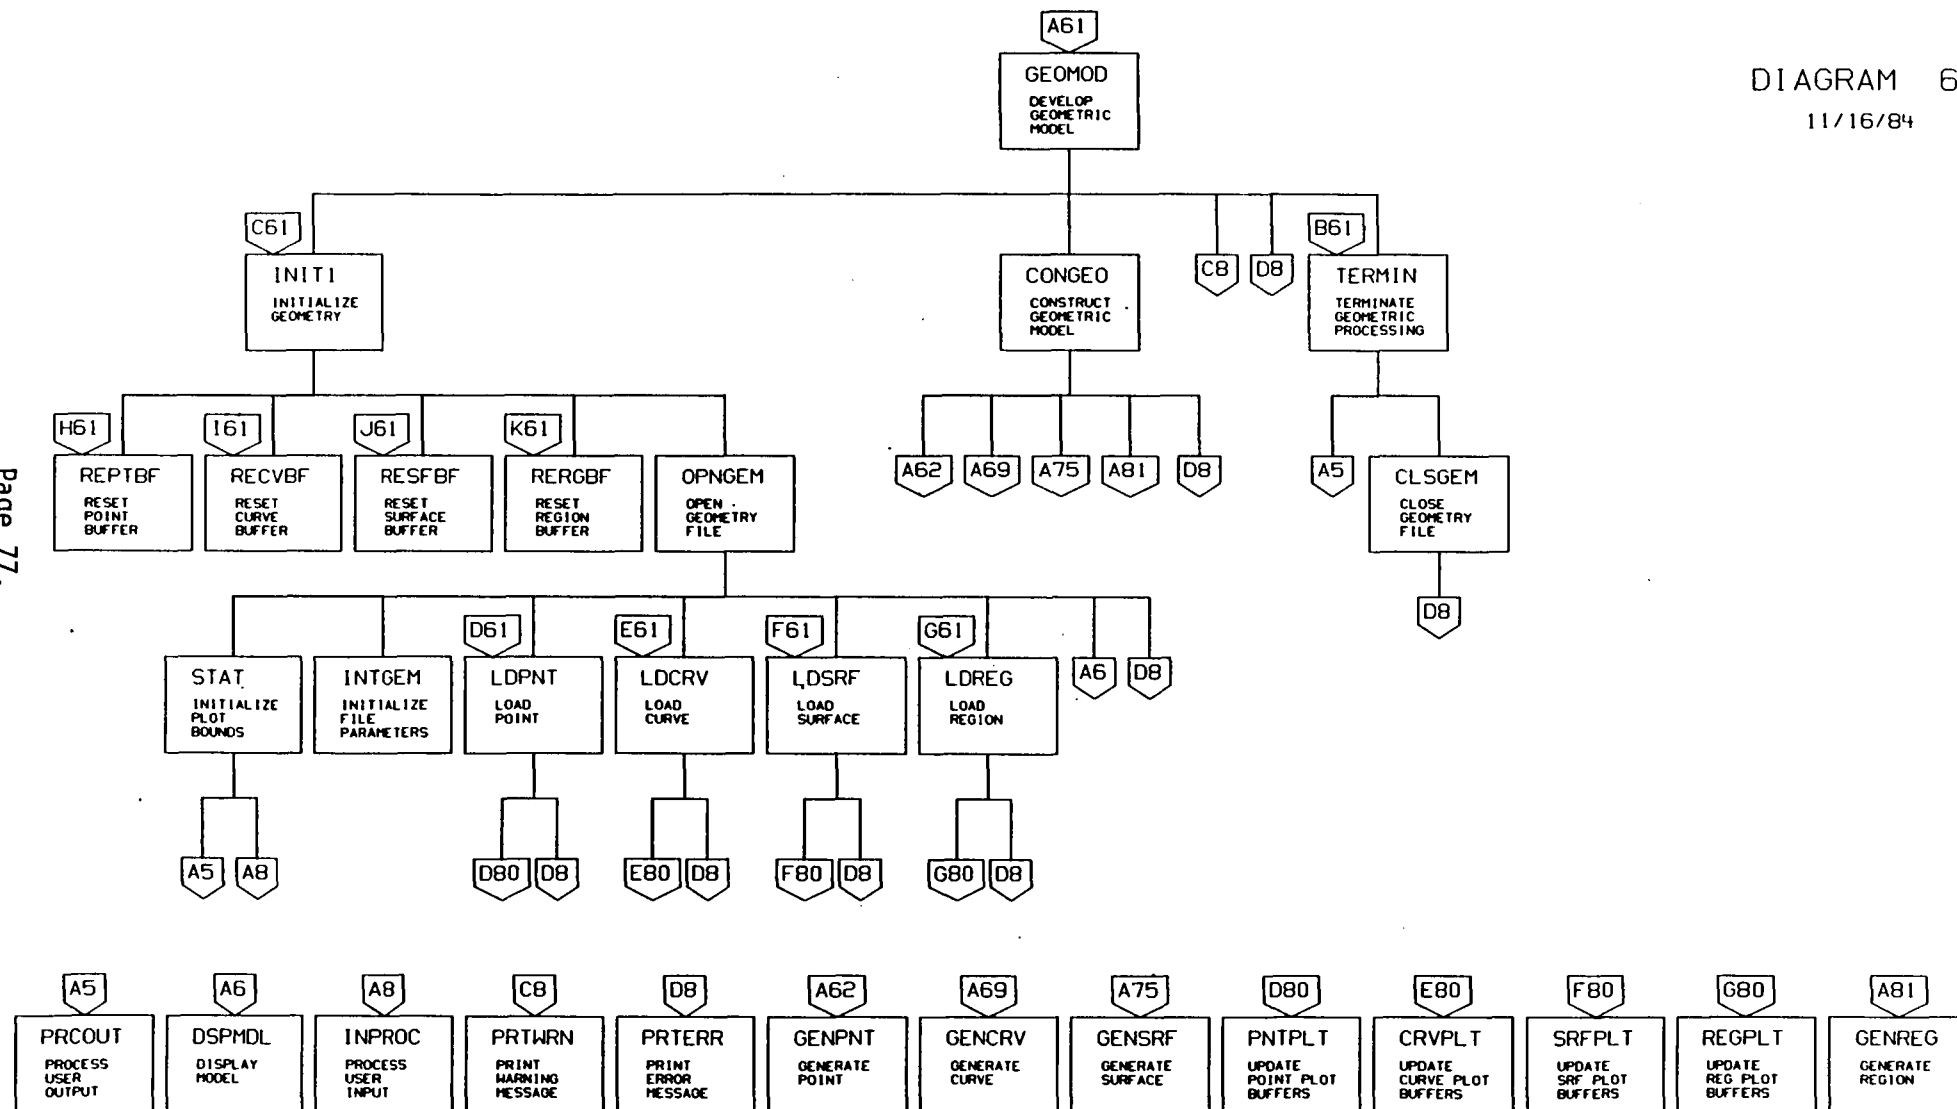 A61
GEOMOD
DEVELOP
GEOMETRIC
MODEL
DIAGRAM 6
11/16/84
C61
INIT1
INITIALIZE
GEOMETRY
CONGEO
CONSTRUCT
GEOMETRIC
MODEL
C8
D8
B61
TERMIN
TERMINATE
GEOMETRIC
PROCESSING
H61
REPTBF
RESET
POINT
BUFFER
I61
RECVBF
RESET
CURVE
BUFFER
J61
RESFBF
RESET
SURFACE
BUFFER
K61
RERGBF
RESET
REGION
BUFFER
OPNGEM
OPEN
GEOMETRY
FILE
A62
A69
A75
A81
D8
A5
CLSGEM
CLOSE
GEOMETRY
FILE
D8
Page 77.
STAT
INITIALIZE
PLOT
BOUNDS
INTGEM
INITIALIZE
FILE
PARAMETERS
D61
LDPNT
LOAD
POINT
E61
LDCRV
LOAD
CURVE
F61
LDSRF
LOAD
SURFACE
G61
LDREG
LOAD
REGION
A6
D8
A5
A8
D80
D8
E80
D8
F80
D8
G80
D8
A5
PRCOUT
PROCESS
USER
OUTPUT
A6
DSPMDL
DISPLAY
MODEL
A8
INPROC
PROCESS
USER
INPUT
C8
PRTWRN
PRINT
WARNING
MESSAGE
D8
PRTERR
PRINT
ERROR
MESSAGE
A62
GENPNT
GENERATE
POINT
A69
GENCRV
GENERATE
CURVE
A75
GENSRF
GENERATE
SURFACE
D80
PNTPLT
UPDATE
POINT PLOT
BUFFERS
E80
CRVPLT
UPDATE
CURVE PLOT
BUFFERS
F80
SRFPLT
UPDATE
SRF PLOT
BUFFERS
G80
REGPLT
UPDATE
REG PLOT
BUFFERS
A81
GENREG
GENERATE
REGION